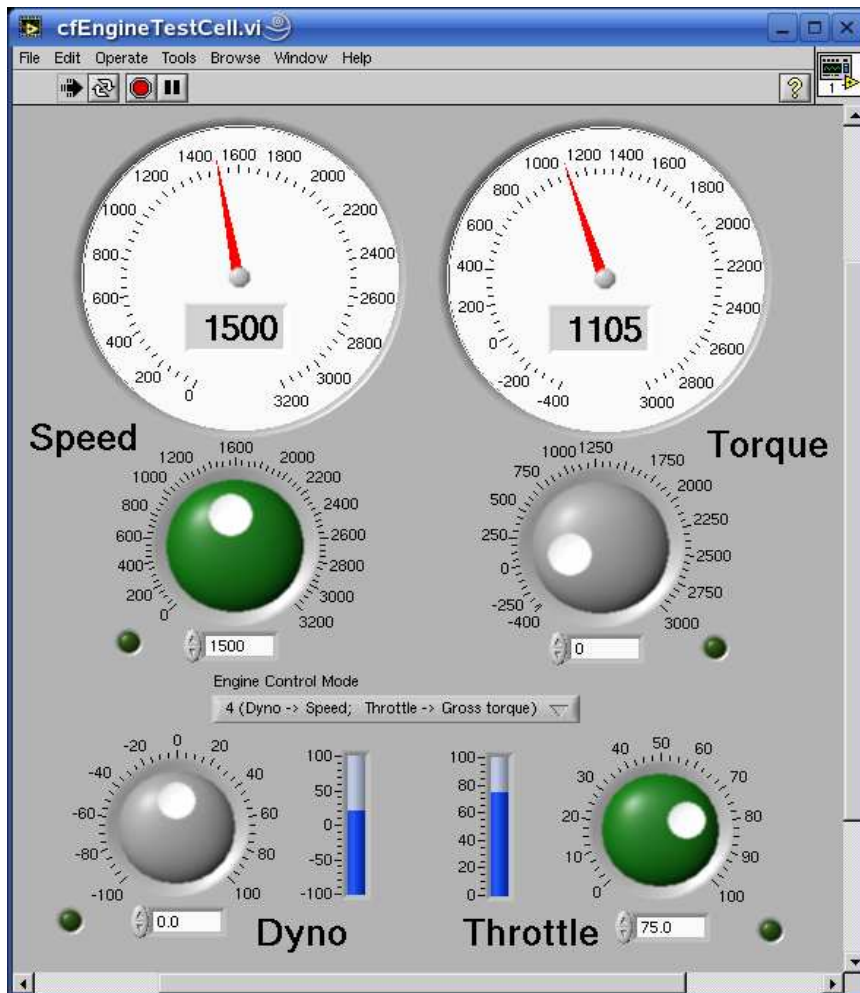 cfEngineTestCell.vi
File Edit Operate Tools Browse Window Help
?
1
0 200 400 600 800 1000 1200 1400 1600 1800 2000 2200 2400 2600 2800 3000 3200
1500
-400 -200 0 200 400 600 800 1000 1200 1400 1600 1800 2000 2200 2400 2600 2800 3000
1105
Speed
Torque
0 200 400 600 800 1000 1200 1600 2000 2200 2400 2600 2800 3000 3200
1500
-400 -250 0 250 500 750 1000 1250 1750 2000 2250 2500 2750 3000
0
Engine Control Mode
4 (Dyno -> Speed; Throttle -> Gross torque)
-100 -80 -60 -40 -20 0 20 40 60 80 100
0.0
100
50
0
-50
-100
Dyno
100
80
60
40
20
0
Throttle
0 10 20 30 40 50 60 70 80 90 100
75.0